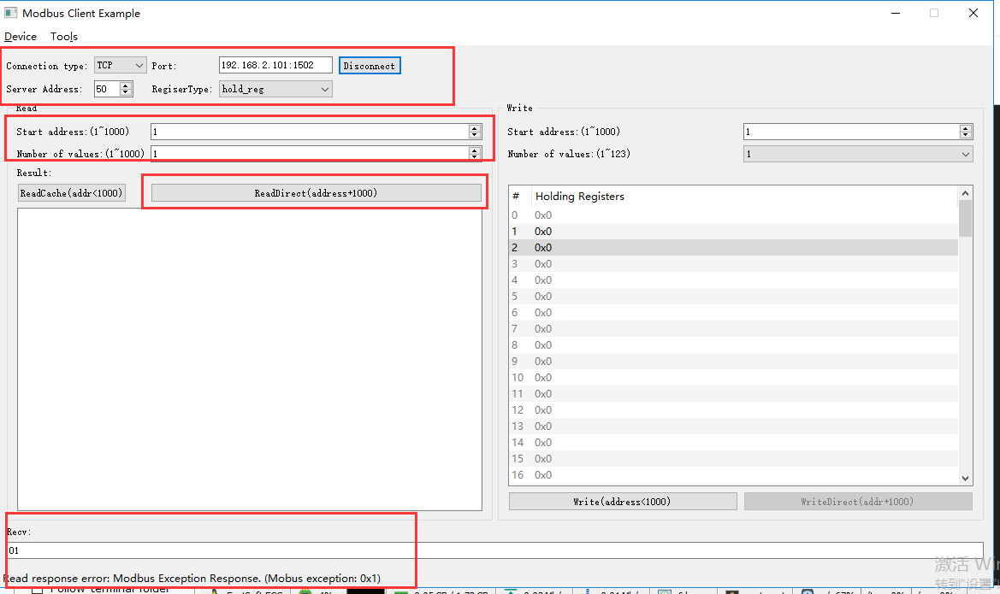 Modbus Client Example
Device Tools
Connection type: TCP Port: 192.168.2.101:1502 Disconnect
Server Address: 50 RegiserType: hold_reg
Read
Start address:(1~1000) 1
Number of values:(1~1000) 1
Result:
ReadCache(addr<1000) ReadDirect(address+1000)
Write
Start address:(1~1000) 1
Number of values:(1~123) 1
# Holding Registers
0 0x0
1 0x0
2 0x0
3 0x0
4 0x0
5 0x0
6 0x0
7 0x0
8 0x0
9 0x0
10 0x0
11 0x0
12 0x0
13 0x0
14 0x0
15 0x0
16 0x0
Write(address<1000) WriteDirect(addr+1000)
Recv:
01
Read response error: Modbus Exception Response. (Mobus exception: 0x1)
激活 Win
转到"设置"
Follow terminal folder